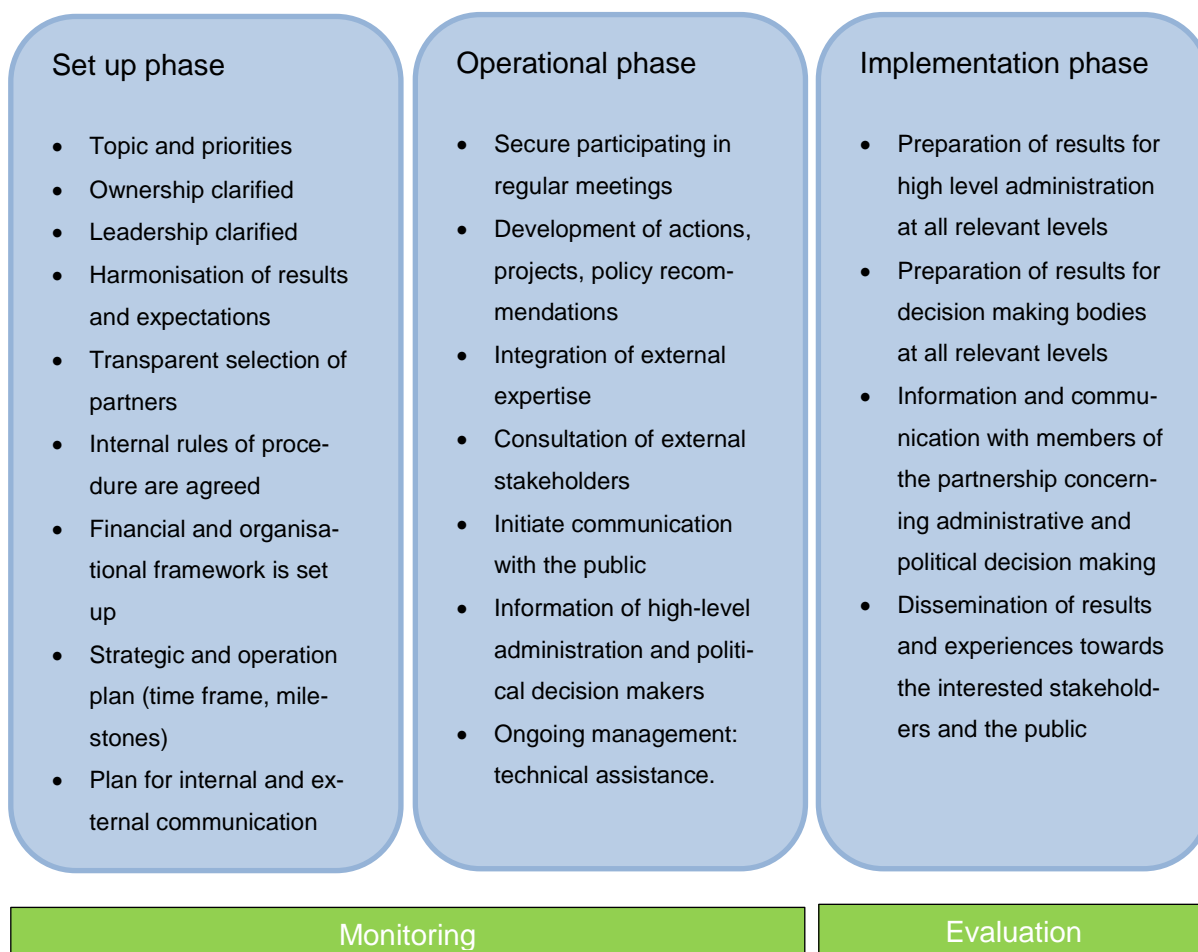 Set up phase
• Topic and priorities
• Ownership clarified
• Leadership clarified
• Harmonisation of results
and expectations
• Transparent selection of
partners
• Internal rules of proce-
dure are agreed
• Financial and organisa-
tional framework is set
up
• Strategic and operation
plan (time frame, mile-
stones)
• Plan for internal and ex-
ternal communication
Operational phase
• Secure participating in
regular meetings
• Development of actions,
projects, policy recom-
mendations
• Integration of external
expertise
• Consultation of external
stakeholders
• Initiate communication
with the public
• Information of high-level
administration and politi-
cal decision makers
• Ongoing management:
technical assistance.
Implementation phase
• Preparation of results for
high level administration
at all relevant levels
• Preparation of results for
decision making bodies
at all relevant levels
• Information and commu-
nication with members of
the partnership concern-
ing administrative and
political decision making
• Dissemination of results
and experiences towards
the interested stakehold-
ers and the public
Monitoring
Evaluation